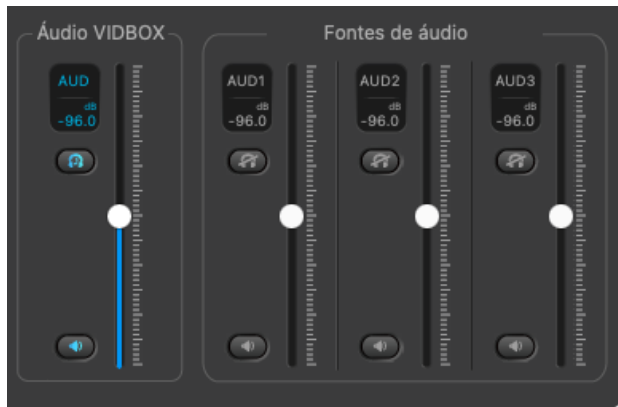 Áudio VIDBOX
Fontes de áudio
AUD
dB
-96.0
AUD1
dB
-96.0
AUD2
dB
-96.0
AUD3
dB
-96.0